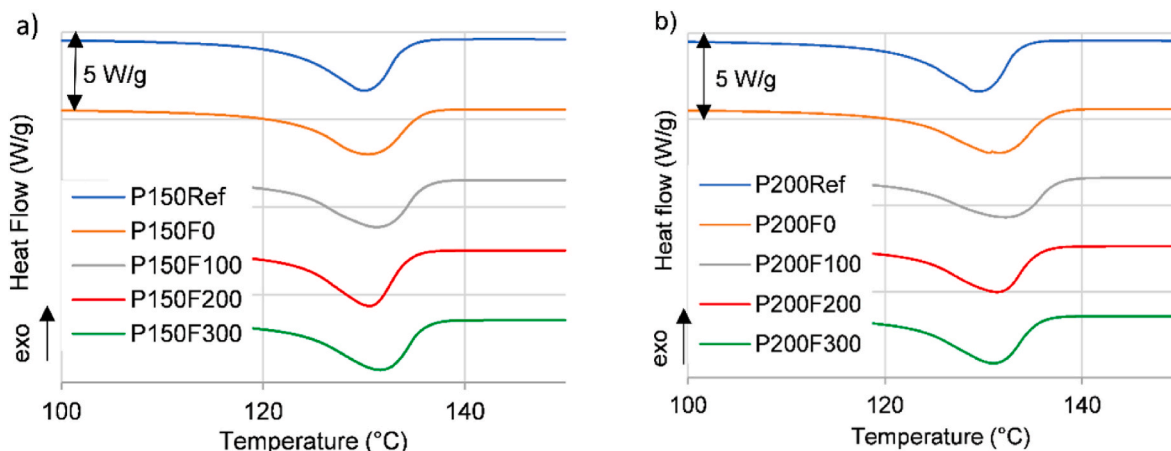 a)
5 W/g
Heat Flow (W/g)
exo
P150Ref
P150F0
P150F100
P150F200
P150F300
100
120
140
Temperature (°C)
b)
5 W/g
Heat flow (W/g)
exo
P200Ref
P200F0
P200F100
P200F200
P200F300
100
120
140
Temperature (°C)